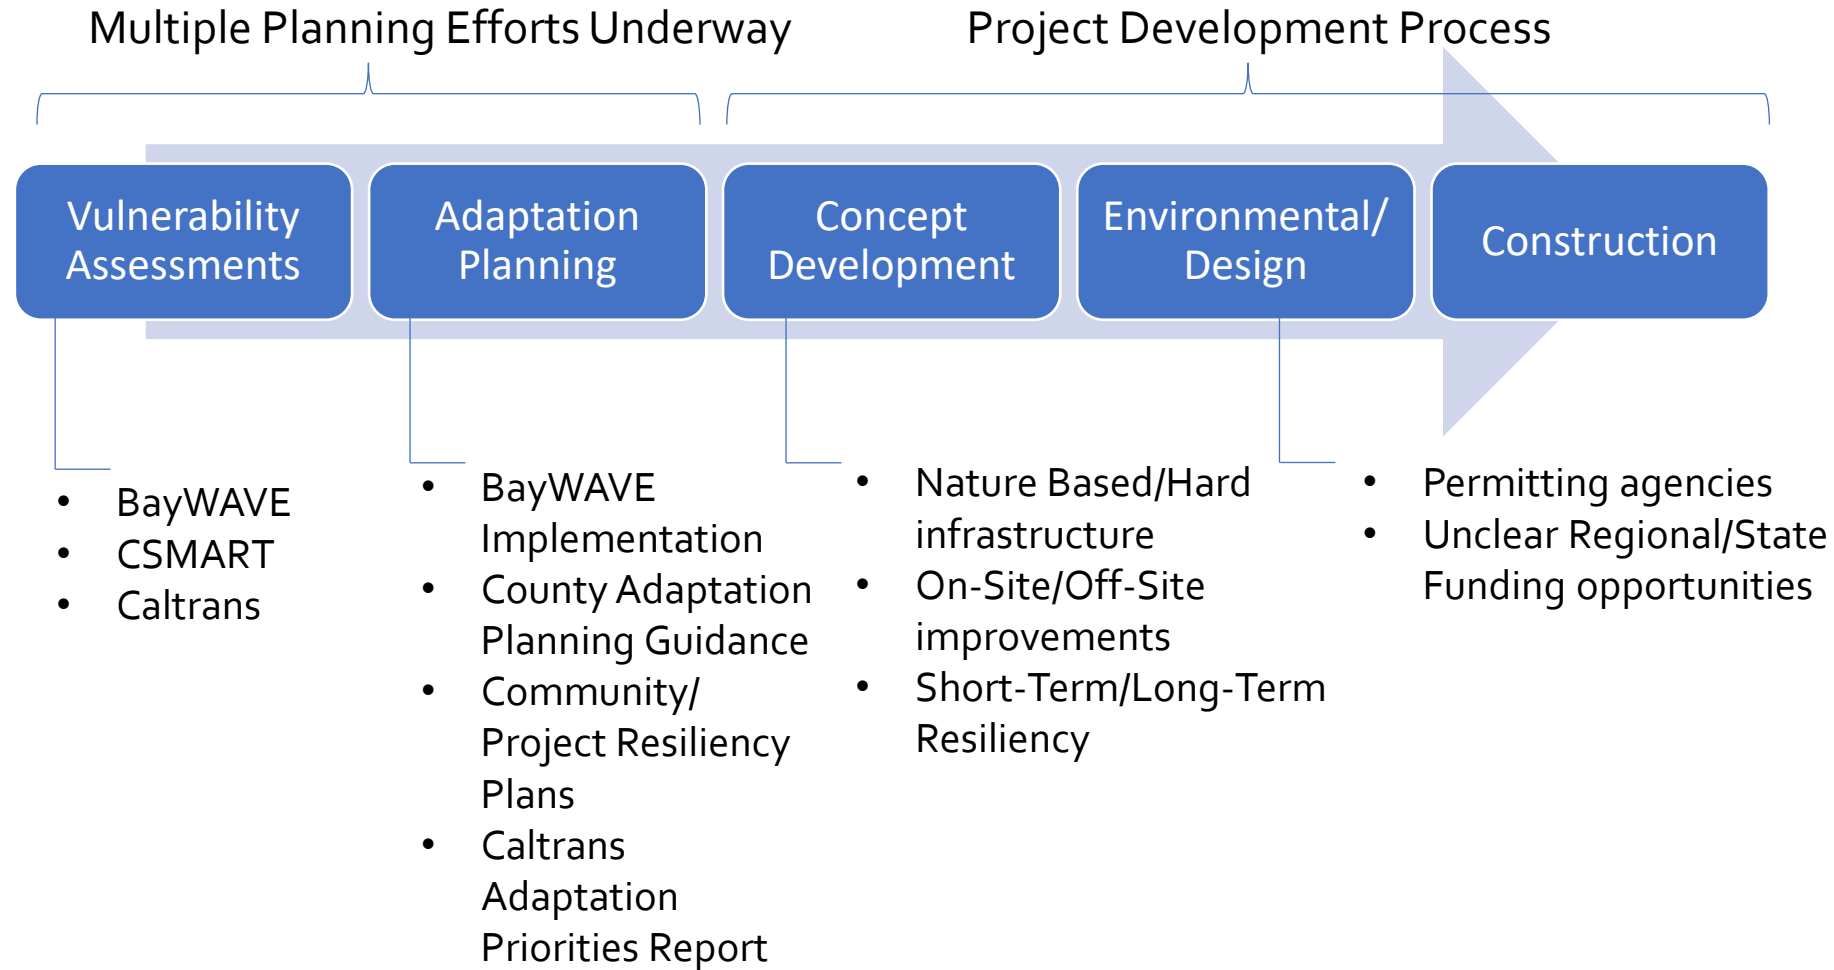 Multiple Planning Efforts Underway
Project Development Process
Vulnerability
Assessments
Adaptation
Planning
Concept
Development
Environmental/
Design
Construction
• BayWAVE
• CSMART
• Caltrans
• BayWAVE
Implementation
• County Adaptation
Planning Guidance
• Community/
Project Resiliency
Plans
• Caltrans
Adaptation
Priorities Report
• Nature Based/Hard
infrastructure
• On-Site/Off-Site
improvements
• Short-Term/Long-Term
Resiliency
• Permitting agencies
• Unclear Regional/State
Funding opportunities